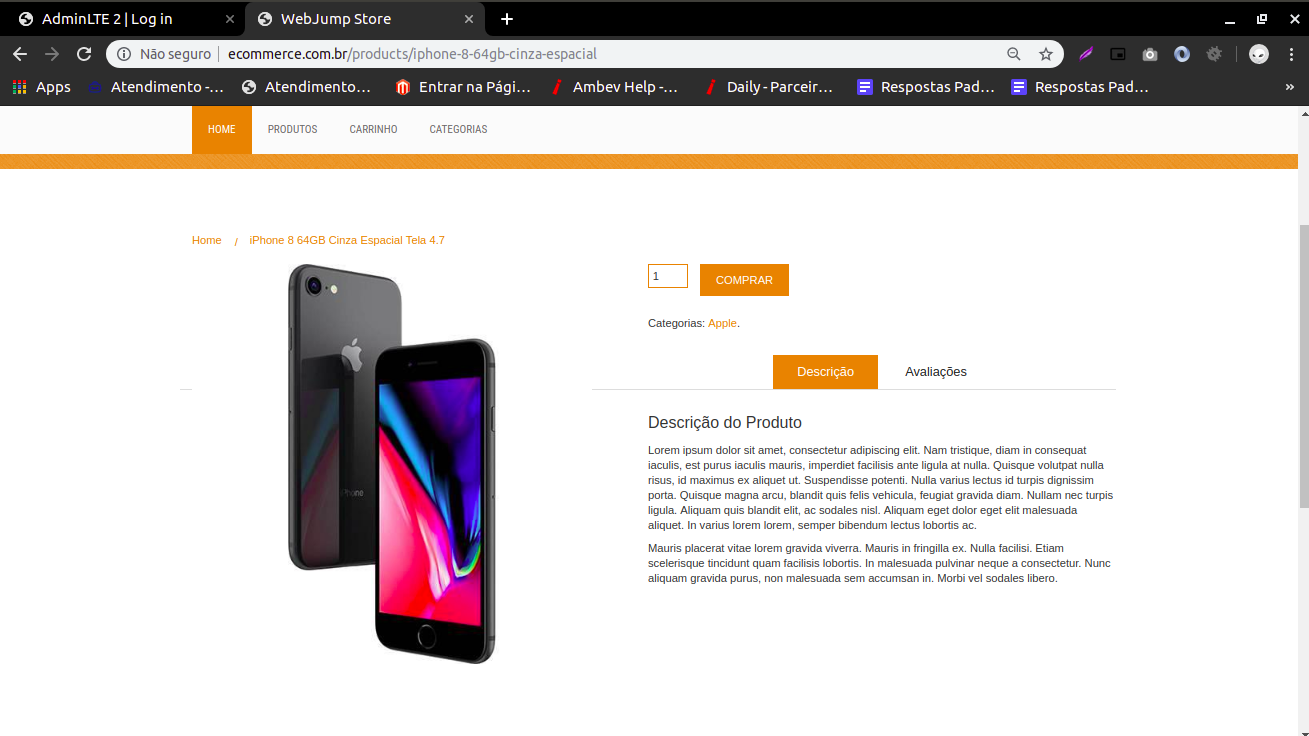 AdminLTE 2 | Log in
WebJump Store
Não seguro
ecommerce.com.br/products/iphone-8-64gb-cinza-espacial
Apps
Atendimento -...
Atendimento...
Entrar na Pági...
Ambev Help -...
Daily - Parceir...
Respostas Pad...
Respostas Pad...
»
HOME
PRODUTOS
CARRINHO
CATEGORIAS
Home / iPhone 8 64GB Cinza Espacial Tela 4.7
iPhone
1
COMPRAR
Categorias: Apple.
Descrição
Avaliações
Descrição do Produto
Lorem ipsum dolor sit amet, consectetur adipiscing elit. Nam tristique, diam in consequat
iaculis, est purus iaculis mauris, imperdiet facilisis ante ligula at nulla. Quisque volutpat nulla
risus, id maximus ex aliquet ut. Suspendisse potenti. Nulla varius lectus id turpis dignissim
porta. Quisque magna arcu, blandit quis felis vehicula, feugiat gravida diam. Nullam nec turpis
ligula. Aliquam quis blandit elit, ac sodales nisl. Aliquam eget dolor eget elit malesuada
aliquet. In varius lorem lorem, semper bibendum lectus lobortis ac.
Mauris placerat vitae lorem gravida viverra. Mauris in fringilla ex. Nulla facilisi. Etiam
scelerisque tincidunt quam facilisis lobortis. In malesuada pulvinar neque a consectetur. Nunc
aliquam gravida purus, non malesuada sem accumsan in. Morbi vel sodales libero.